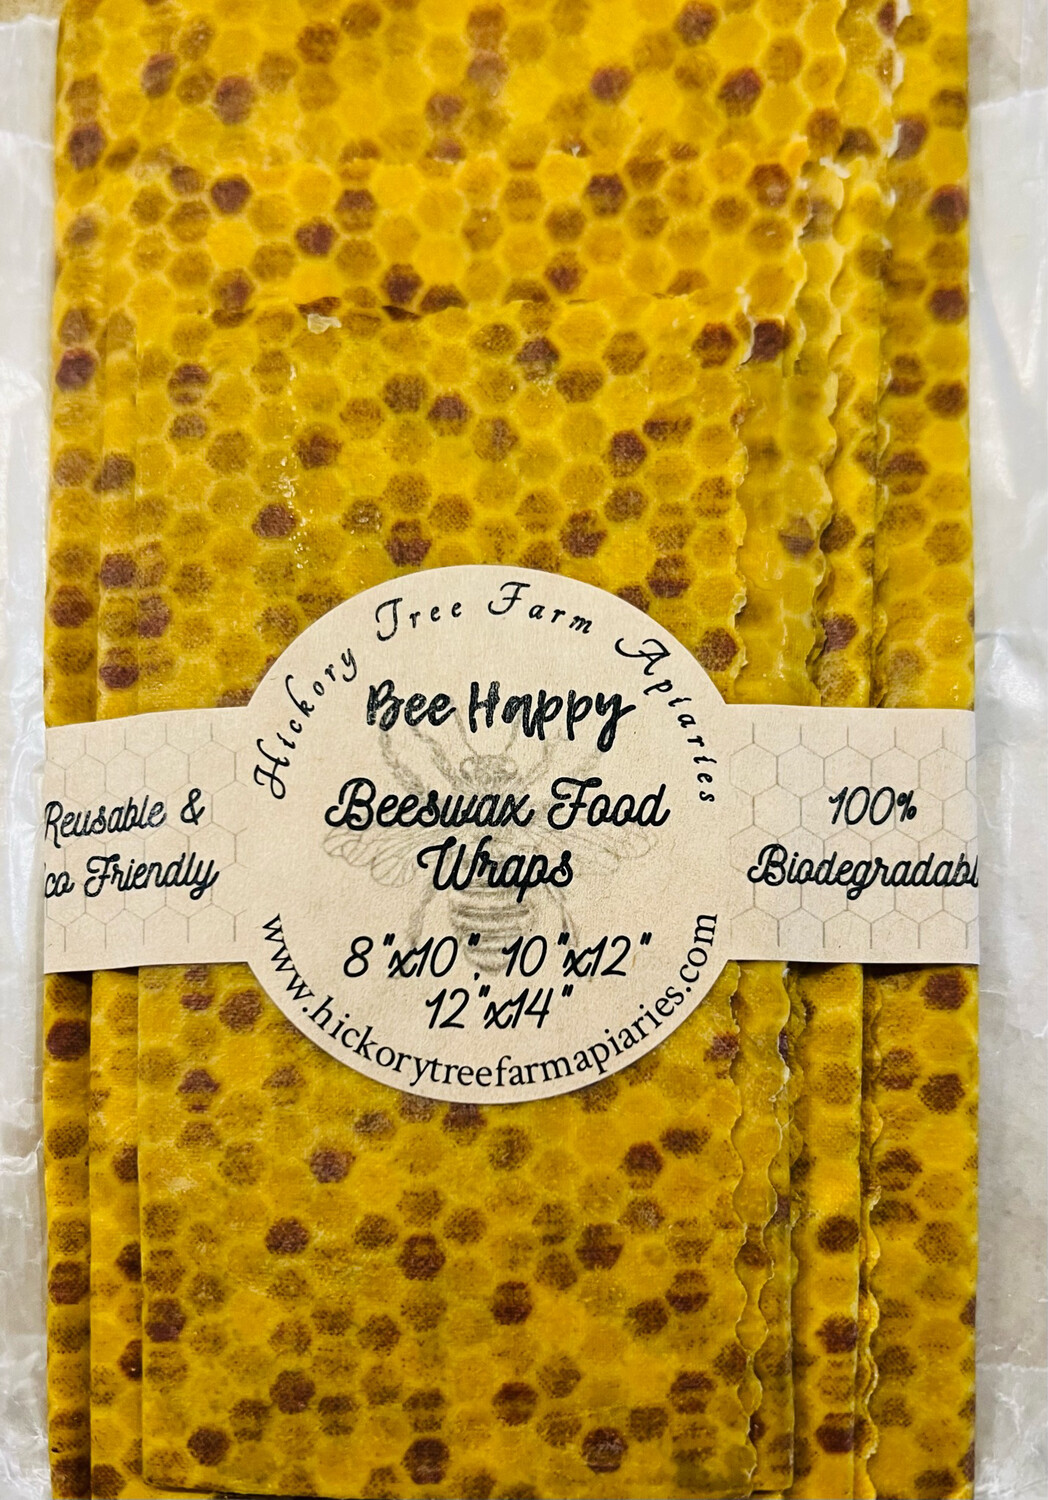 Hickory Tree Farm Apiaries
Bee Happy
Beeswax Food
Wraps
8"x10", 10"x12"
12"x14"
www.hickorytreefarmapiaries.com
Reusable &
co Friendly
100%
Biodegradabl